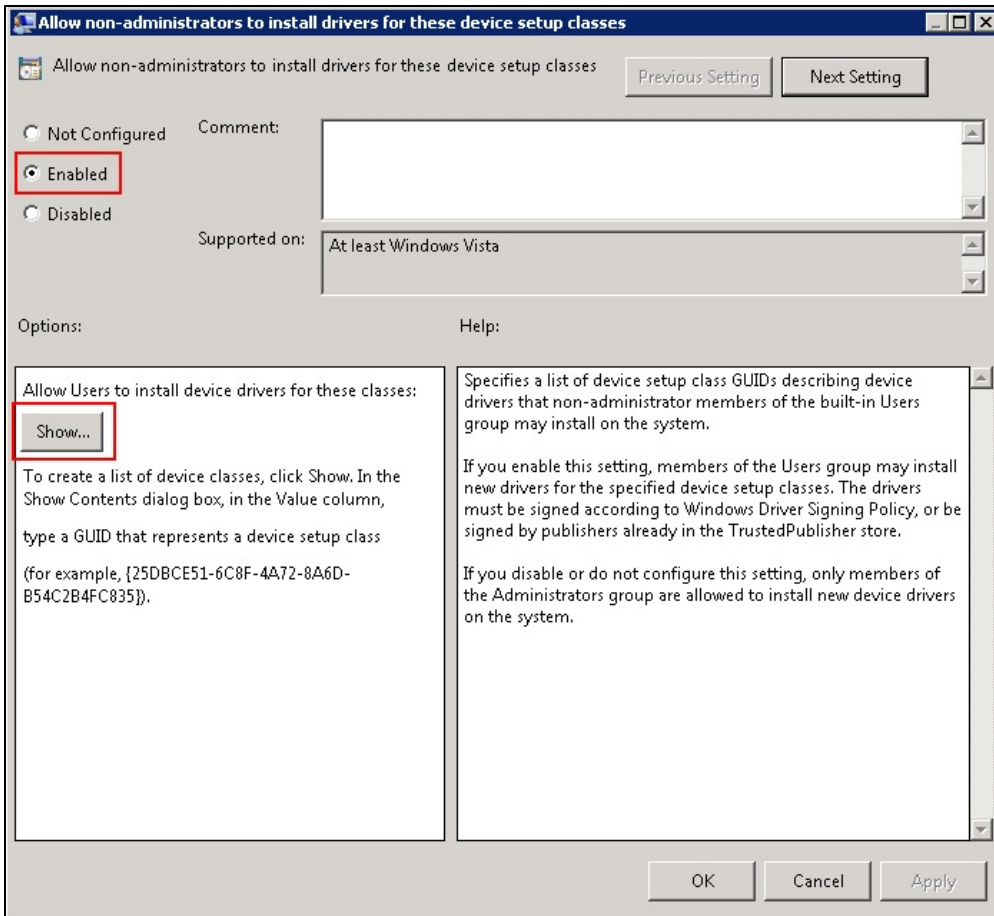 Allow non-administrators to install drivers for these device setup classes
Allow non-administrators to install drivers for these device setup classes
Previous Setting
Next Setting
Not Configured
Comment:
Enabled
Disabled
Supported on:
At least Windows Vista
Options:
Help:
Allow Users to install device drivers for these classes:
Show...
To create a list of device classes, click Show. In the
Show Contents dialog box, in the Value column,
type a GUID that represents a device setup class
(for example, {25DBCE51-6C8F-4A72-8A6D-
B54C2B4FC835}).
Specifies a list of device setup class GUIDs describing device
drivers that non-administrator members of the built-in Users
group may install on the system.
If you enable this setting, members of the Users group may install
new drivers for the specified device setup classes. The drivers
must be signed according to Windows Driver Signing Policy, or be
signed by publishers already in the TrustedPublisher store.
If you disable or do not configure this setting, only members of
the Administrators group are allowed to install new device drivers
on the system.
OK
Cancel
Apply